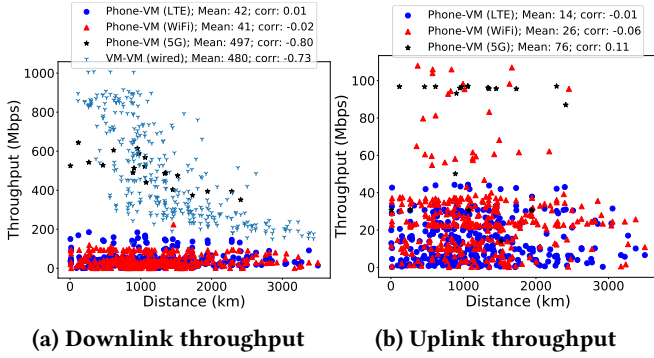 Phone-VM (LTE); Mean: 42; corr: 0.01
Phone-VM (WiFi); Mean: 41; corr: -0.02
Phone-VM (5G); Mean: 497; corr: -0.80
VM-VM (wired); Mean: 480; corr: -0.73
Throughput (Mbps)
1000
800
600
400
200
0
0 1000 2000 3000
Distance (km)
(a) Downlink throughput
Phone-VM (LTE); Mean: 14; corr: -0.01
Phone-VM (WiFi); Mean: 26; corr: -0.06
Phone-VM (5G); Mean: 76; corr: 0.11
Throughput (Mbps)
100
80
60
40
20
0
0 1000 2000 3000
Distance (km)
(b) Uplink throughput